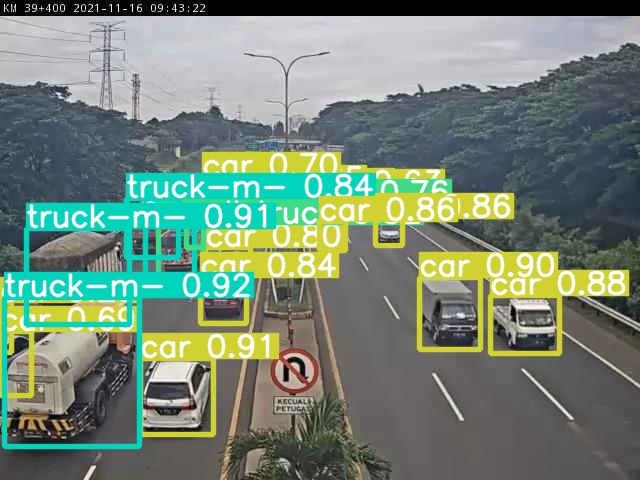 KM 39+400 2021-11-16 09:43:22
car 0.70
truck-m- 0.84
0.76
truck-m- 0.91
car 0.86
0.86
car 0.80
car 0.84
car 0.90
truck-m- 0.92
car 0.88
car 0.69
car 0.91
KECUALI
PETUGAS